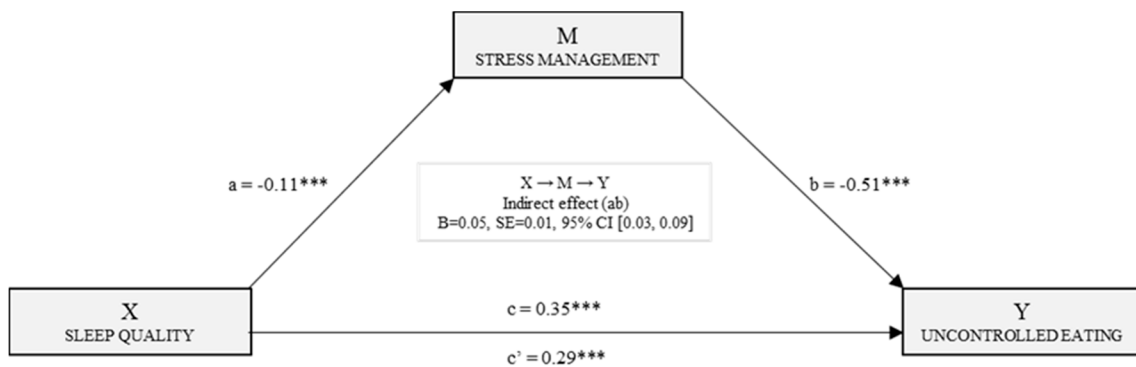 M
STRESS MANAGEMENT
a = -0.11***
X → M → Y
Indirect effect (ab)
B=0.05, SE=0.01, 95% CI [0.03, 0.09]
b = -0.51***
X
SLEEP QUALITY
c = 0.35***
c’ = 0.29***
Y
UNCONTROLLED EATING